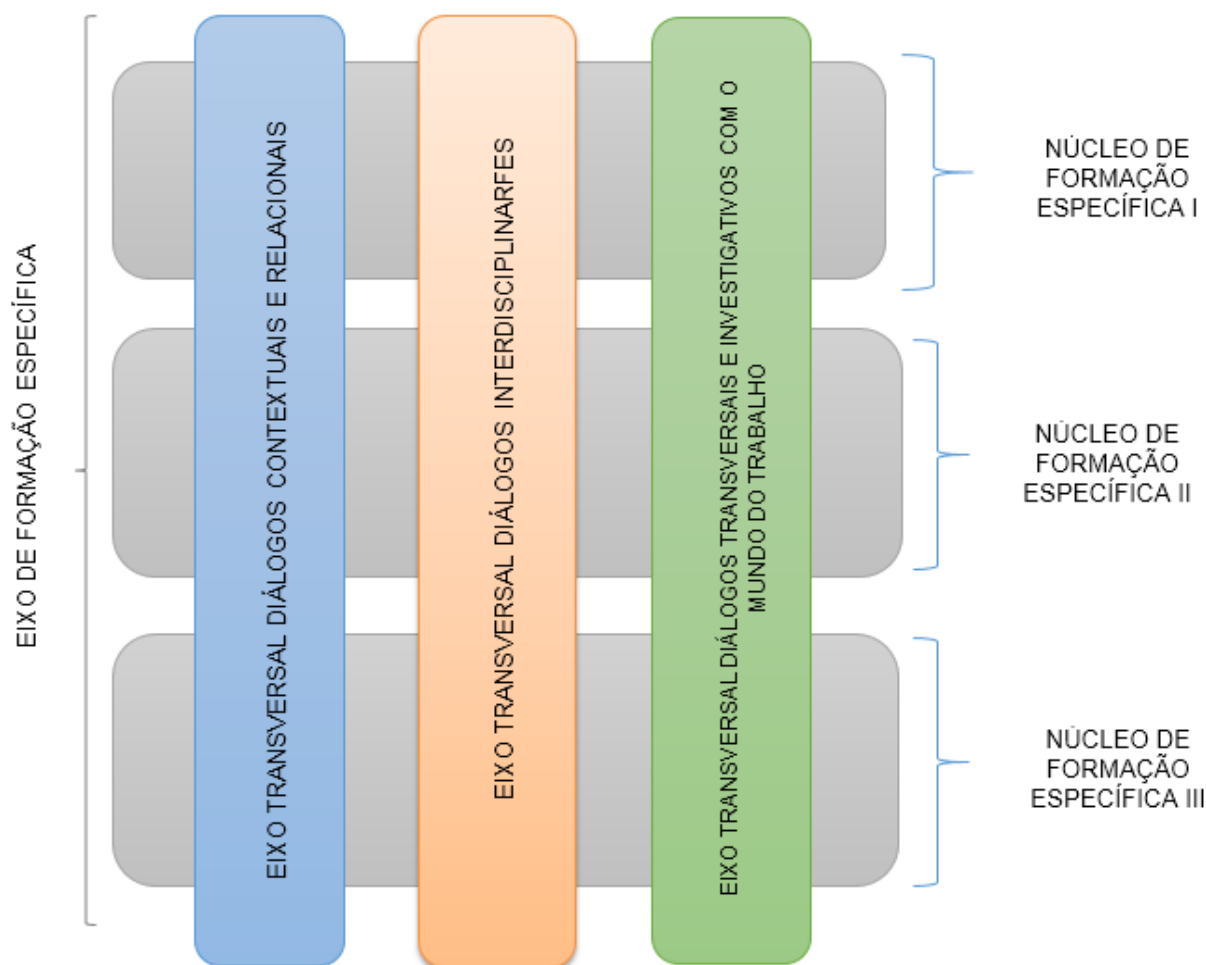 EIXO DE FORMAÇÃO ESPECÍFICA
EIXO TRANSVERSAL DIÁLOGOS CONTEXTUAIS E RELACIONAIS
EIXO TRANSVERSAL DIÁLOGOS INTERDISCIPLINARFES
EIXO TRANSVERSAL DIÁLOGOS TRANSVERSAIS E INVESTIGATIVOS COM O
MUNDO DO TRABALHO
NÚCLEO DE
FORMAÇÃO
ESPECÍFICA I
NÚCLEO DE
FORMAÇÃO
ESPECÍFICA II
NÚCLEO DE
FORMAÇÃO
ESPECÍFICA III